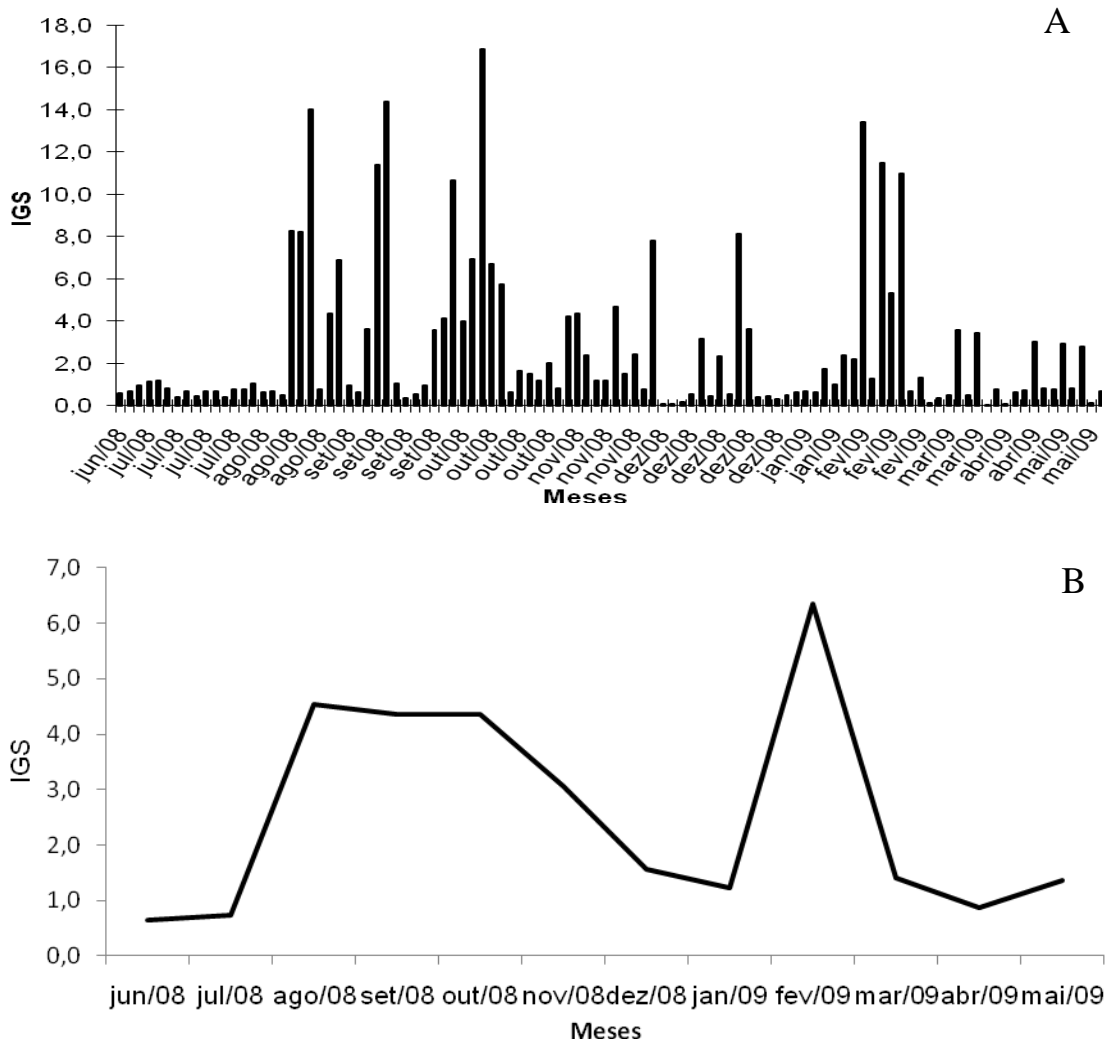 A
18,0
16,0
14,0
12,0
10,0
8,0
6,0
4,0
2,0
0,0
IGS
jun/08 jul/08 jul/08 jul/08 jul/08 ago/08 ago/08 ago/08 set/08 set/08 set/08 out/08 out/08 out/08 out/08 nov/08 nov/08 nov/08 dez/08 dez/08 dez/08 dez/08 dez/08 jan/09 jan/09 fev/09 fev/09 fev/09 mar/09 mar/09 abr/09 abr/09 mai/09 mai/09
Meses
B
7,0
6,0
5,0
4,0
3,0
2,0
1,0
0,0
IGS
jun/08 jul/08 ago/08 set/08 out/08 nov/08 dez/08 jan/09 fev/09 mar/09 abr/09 mai/09
Meses